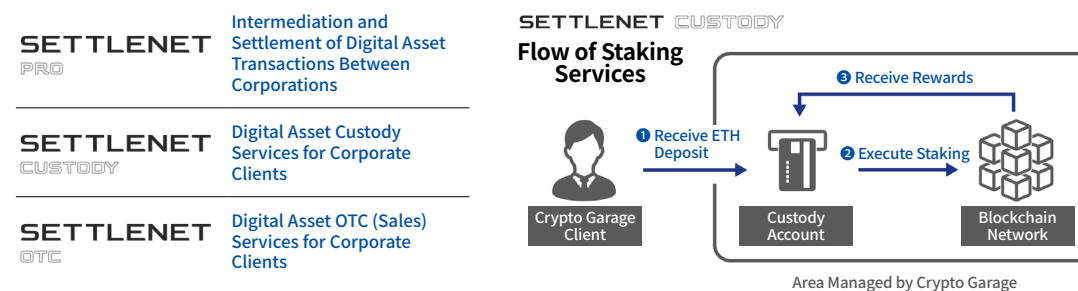 SETTLENET
PRO
Intermediation and
Settlement of Digital Asset
Transactions Between
Corporations
SETTLENET
CUSTODY
Digital Asset Custody
Services for Corporate
Clients
SETTLENET
OTC
Digital Asset OTC (Sales)
Services for Corporate
Clients
SETTLENET CUSTODY
Flow of Staking
Services
❸ Receive Rewards
❶ Receive ETH
Deposit
❷ Execute Staking
Crypto Garage
Client
Custody
Account
Blockchain
Network
Area Managed by Crypto Garage